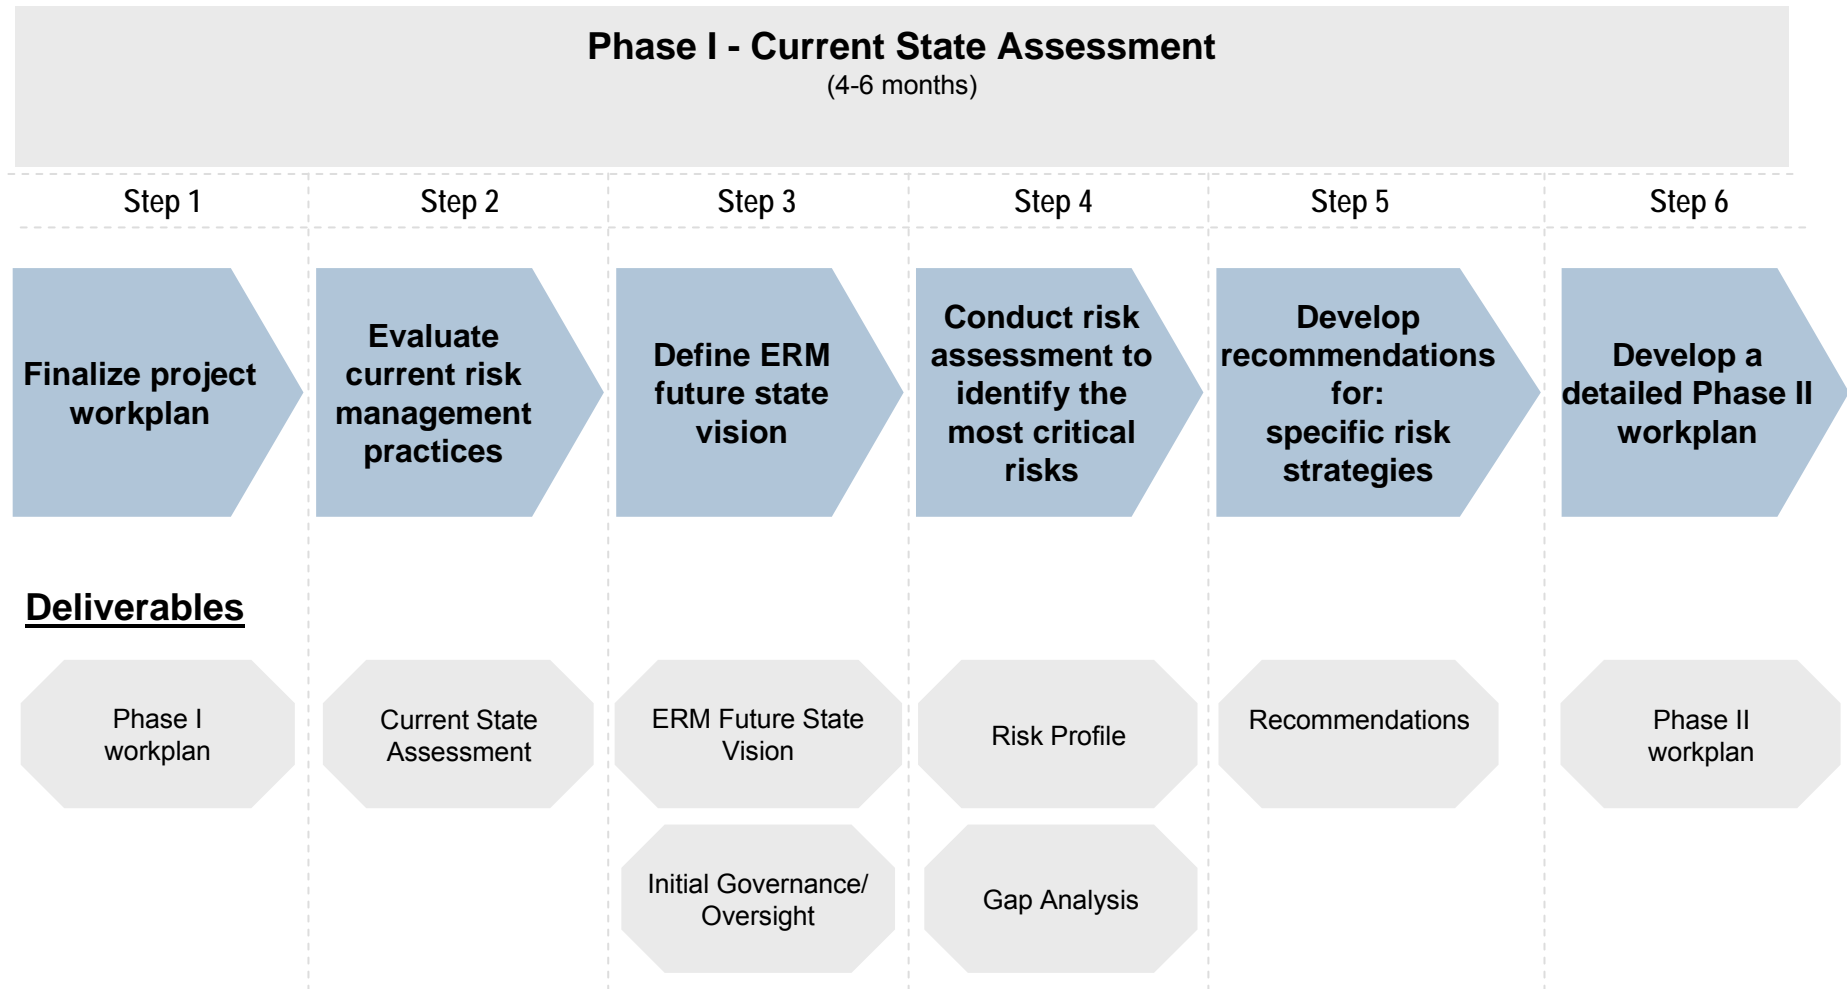 Phase I - Current State Assessment
(4-6 months)
Step 1
Step 2
Step 3
Step 4
Step 5
Step 6
Finalize project
workplan
Evaluate
current risk
management
practices
Define ERM
future state
vision
Conduct risk
assessment to
identify the
most critical
risks
Develop
recommendations
for:
specific risk
strategies
Develop a
detailed Phase II
workplan
Deliverables
Phase I
workplan
Current State
Assessment
ERM Future State
Vision
Risk Profile
Recommendations
Phase II
workplan
Initial Governance/
Oversight
Gap Analysis